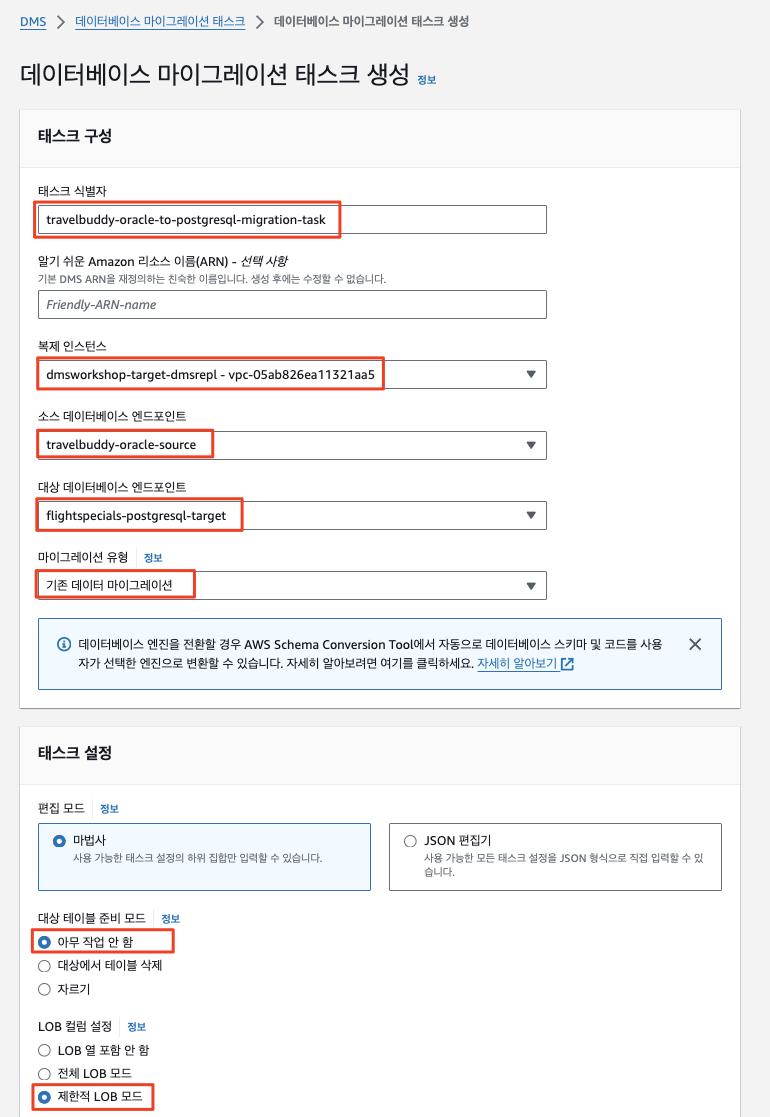 DMS > 데이터베이스 마이그레이션 태스크 > 데이터베이스 마이그레이션 태스크 생성
데이터베이스 마이그레이션 태스크 생성 정보
태스크 구성
태스크 식별자
travelbuddy-oracle-to-postgresql-migration-task
알기 쉬운 Amazon 리소스 이름(ARN) - 선택 사항
기본 DMS ARN을 재정의하는 친숙한 이름입니다. 생성 후에는 수정할 수 없습니다.
Friendly-ARN-name
복제 인스턴스
dmsworkshop-target-dmsrepl - vpc-05ab826ea11321aa5
소스 데이터베이스 엔드포인트
travelbuddy-oracle-source
대상 데이터베이스 엔드포인트
flightspecials-postgresql-target
마이그레이션 유형 정보
기존 데이터 마이그레이션
데이터베이스 엔진을 전환할 경우 AWS Schema Conversion Tool에서 자동으로 데이터베이스 스키마 및 코드를 사용
자가 선택한 엔진으로 변환할 수 있습니다. 자세히 알아보려면 여기를 클릭하세요. 자세히 알아보기
태스크 설정
편집 모드 정보
마법사
사용 가능한 태스크 설정의 하위 집합만 입력할 수 있습니다.
JSON 편집기
사용 가능한 모든 태스크 설정을 JSON 형식으로 직접 입력할 수 있
습니다.
대상 테이블 준비 모드 정보
아무 작업 안 함
대상에서 테이블 삭제
자르기
LOB 컬럼 설정 정보
LOB 열 포함 안 함
전체 LOB 모드
제한적 LOB 모드